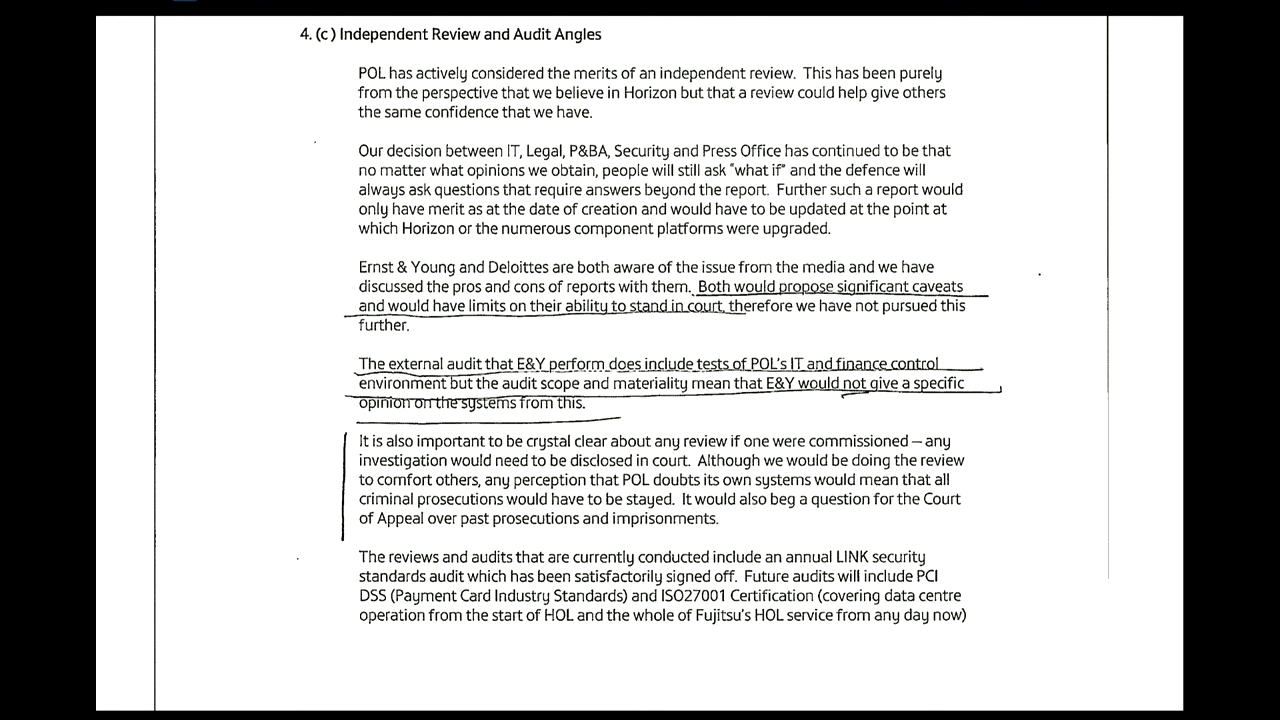 4. (c) Independent Review and Audit Angles
POL has actively considered the merits of an independent review. This has been purely
from the perspective that we believe in Horizon but that a review could help give others
the same confidence that we have.
Our decision between IT, Legal, P&BA, Security and Press Office has continued to be that
no matter what opinions we obtain, people will still ask "what if" and the defence will
always ask questions that require answers beyond the report. Further such a report would
only have merit as at the date of creation and would have to be updated at the point at
which Horizon or the numerous component platforms were upgraded.
Ernst & Young and Deloittes are both aware of the issue from the media and we have
discussed the pros and cons of reports with them. Both would propose significant caveats
and would have limits on their ability to stand in court, therefore we have not pursued this
further.
The external audit that E&Y perform does include tests of POL's IT and finance control
environment but the audit scope and materiality mean that E&Y would not give a specific
opinion on the systems from this.
It is also important to be crystal clear about any review if one were commissioned – any
investigation would need to be disclosed in court. Although we would be doing the review
to comfort others, any perception that POL doubts its own systems would mean that all
criminal prosecutions would have to be stayed. It would also beg a question for the Court
of Appeal over past prosecutions and imprisonments.
The reviews and audits that are currently conducted include an annual LINK security
standards audit which has been satisfactorily signed off. Future audits will include PCI
DSS (Payment Card Industry Standards) and ISO27001 Certification (covering data centre
operation from the start of HOL and the whole of Fujitsu's HOL service from any day now)